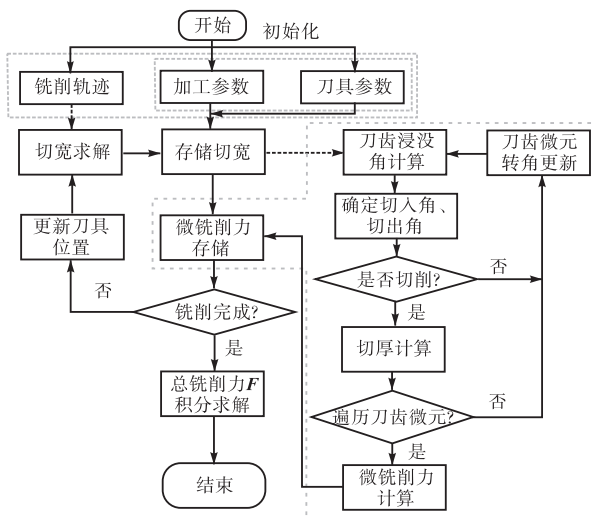 开始
初始化
铣削轨迹
加工参数
刀具参数
切宽求解
存储切宽
刀齿浸没
角计算
刀齿微元
转角更新
更新刀具
位置
微铣削力
存储
确定切入角、
切出角
否
铣削完成?
是
是否切削?
否
是
切厚计算
总铣削力F
积分求解
遍历刀齿微元?
否
是
结束
微铣削力
计算